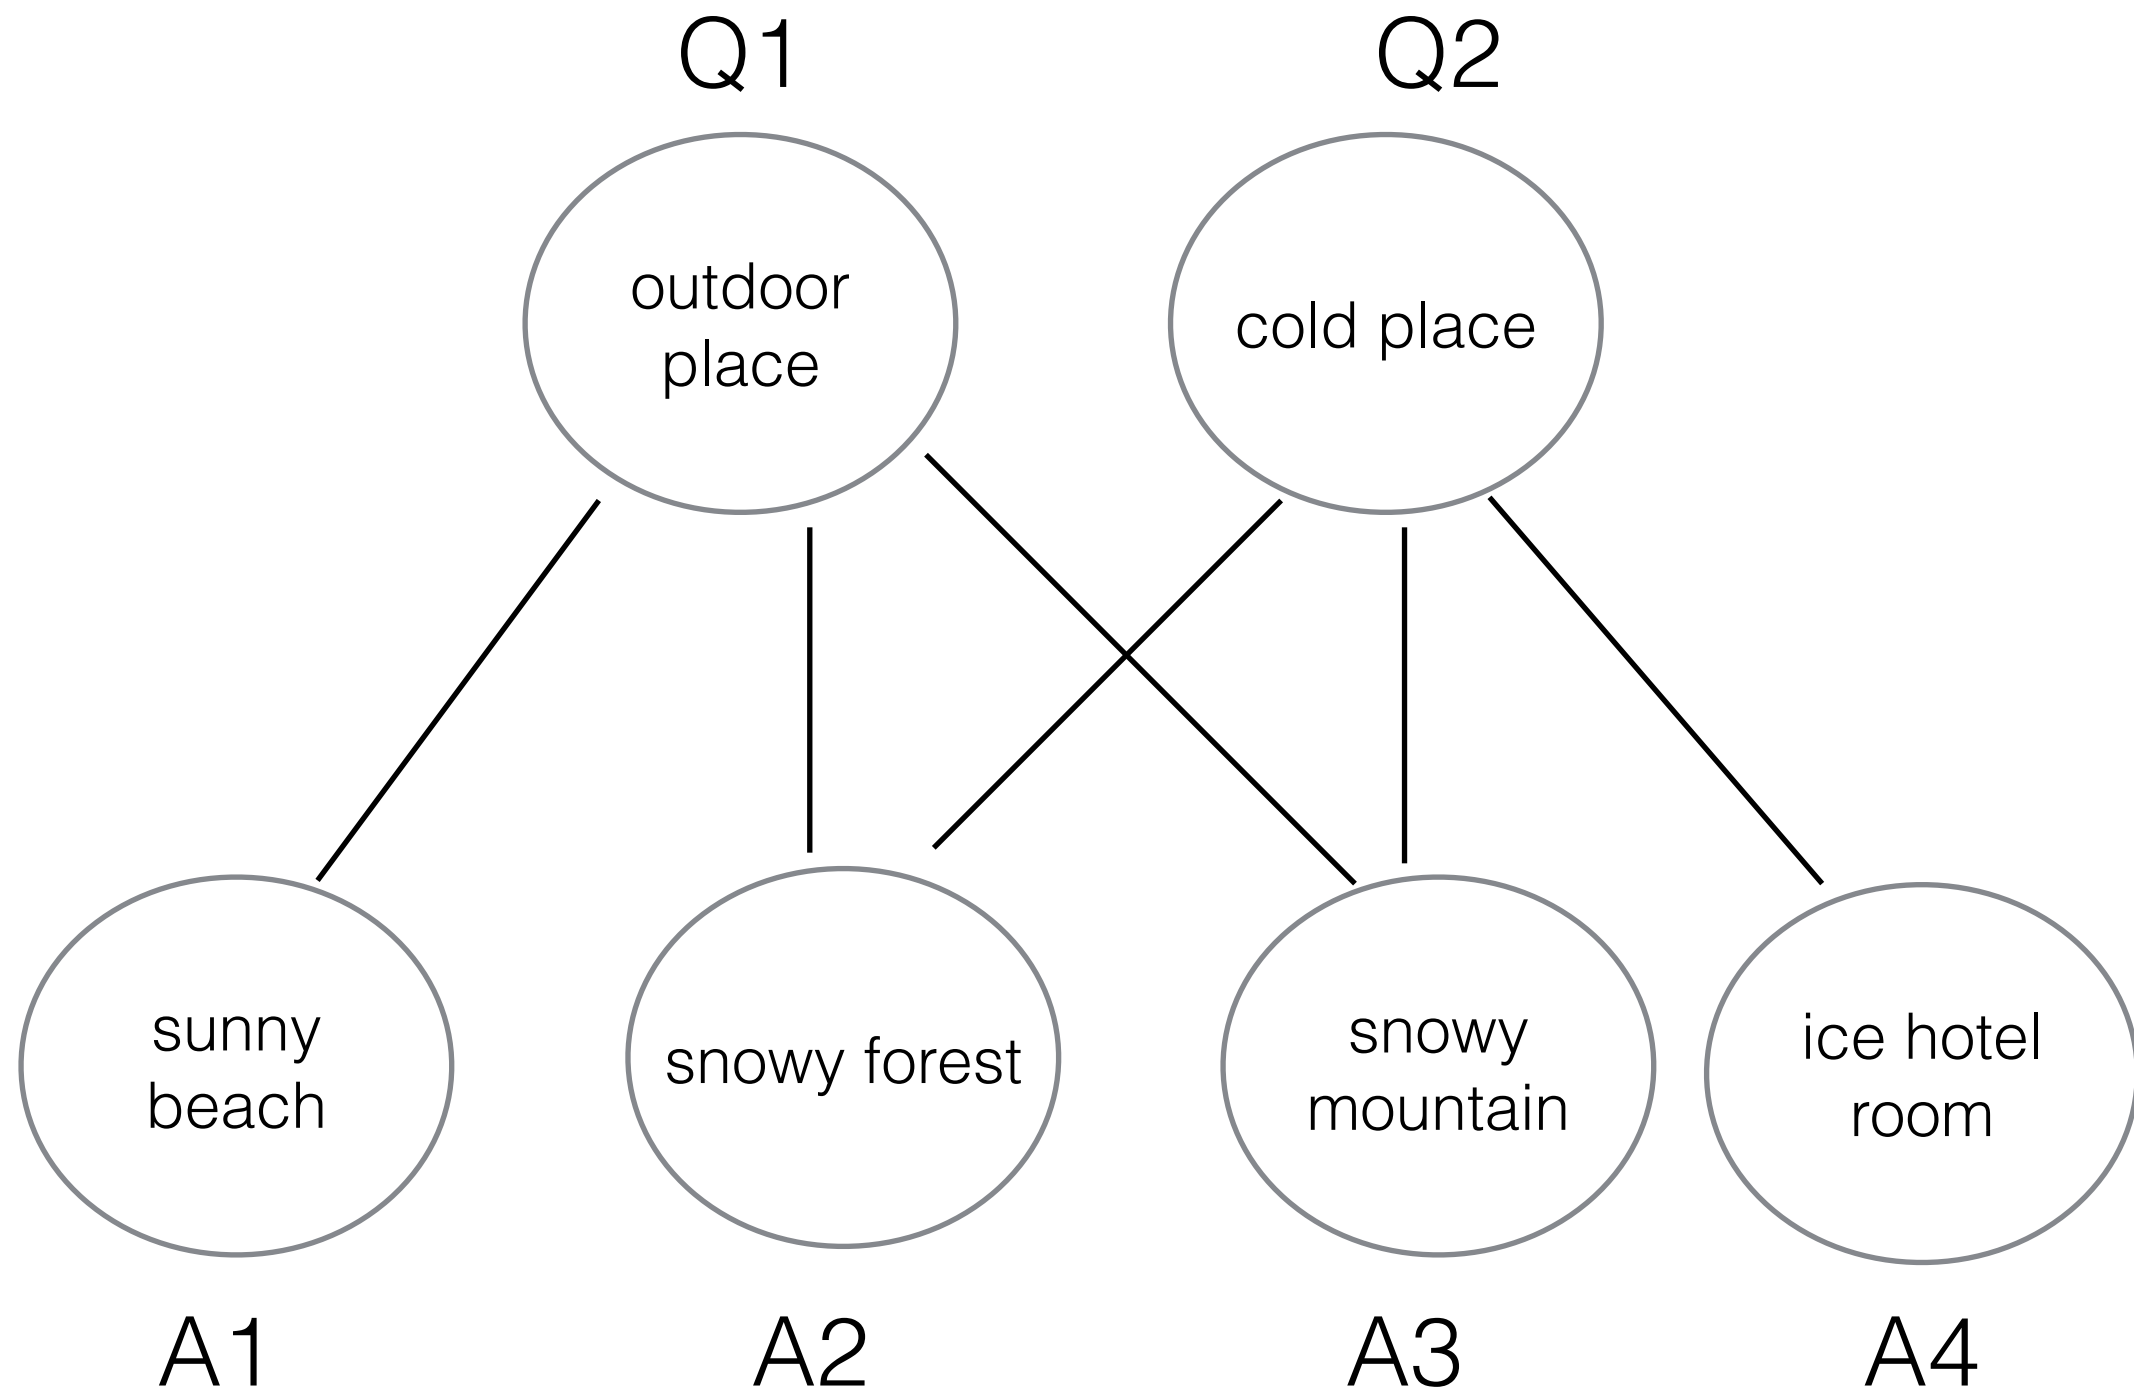 Q1
Q2
outdoor
place
cold place
sunny
beach
snowy forest
snowy
mountain
ice hotel
room
A1
A2
A3
A4